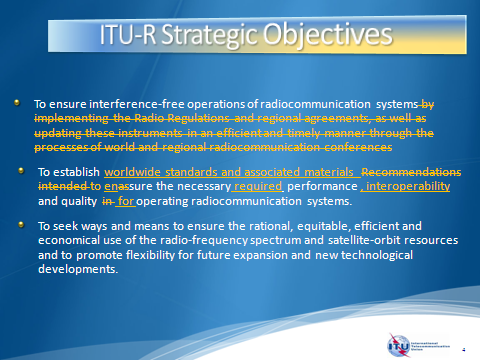 ITU-R Strategic Objectives
To ensure interference-free operations of radiocommunication systems by
implementing the Radio Regulations and regional agreements, as well as
updating these instruments in an efficient and timely manner through the
processes of world and regional radiocommunication conferences
To establish worldwide standards and associated materials Recommendations
intended to enassure the necessary required performance , interoperability
and quality in for operating radiocommunication systems.
To seek ways and means to ensure the rational, equitable, efficient and
economical use of the radio-frequency spectrum and satellite-orbit resources
and to promote flexibility for future expansion and new technological
developments.
ITU
International
Telecommunication
Union
4